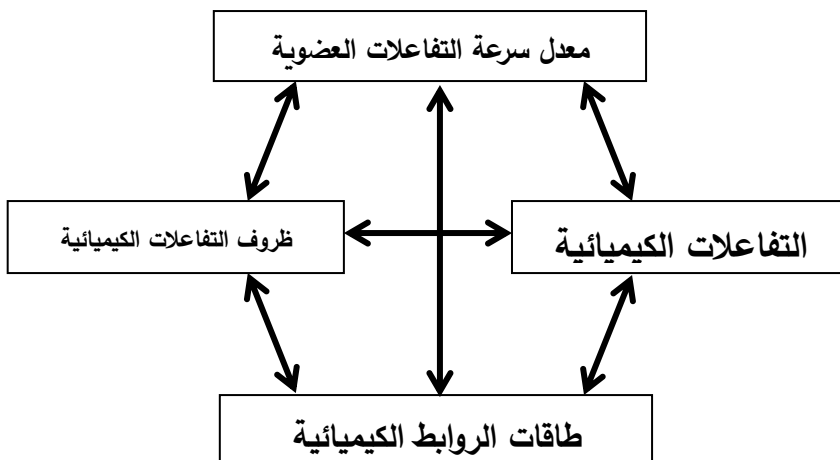 معدل سرعة التفاعلات العضوية
التفاعلات الكيميائية
ظروف التفاعلات الكيميائية
طاقات الروابط الكيميائية